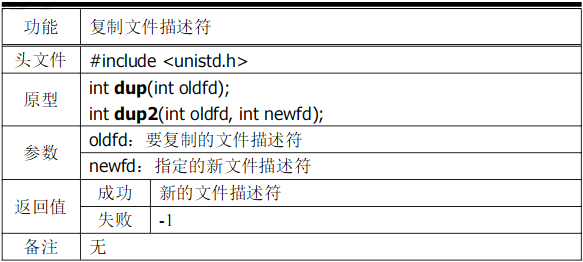 功能 复制文件描述符
头文件 #include <unistd.h>
原型 int dup(int oldfd);
int dup2(int oldfd, int newfd);
参数 oldfd：要复制的文件描述符
newfd：指定的新文件描述符
返回值 成功 新的文件描述符
失败 -1
备注 无